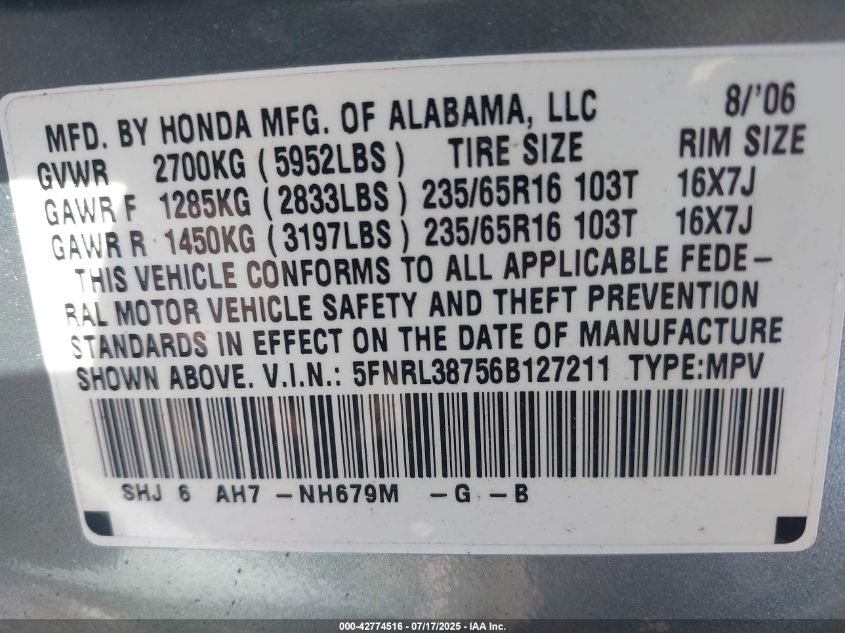 MFD. BY HONDA MFG. OF ALABAMA, LLC 8/'06
GVWR 2700KG (5952LBS) TIRE SIZE RIM SIZE
GAWR F 1285KG (2833LBS) 235/65R16 103T 16X7J
GAWR R 1450KG (3197LBS) 235/65R16 103T 16X7J
THIS VEHICLE CONFORMS TO ALL APPLICABLE FEDE-
RAL MOTOR VEHICLE SAFETY AND THEFT PREVENTION
STANDARDS IN EFFECT ON THE DATE OF MANUFACTURE
SHOWN ABOVE. V.I.N.: 5FNRL38756B127211 TYPE:MPV
SHJ 6 AH7 -NH679M -G -B
000-42774516 - 07/17/2025 - IAA Inc.